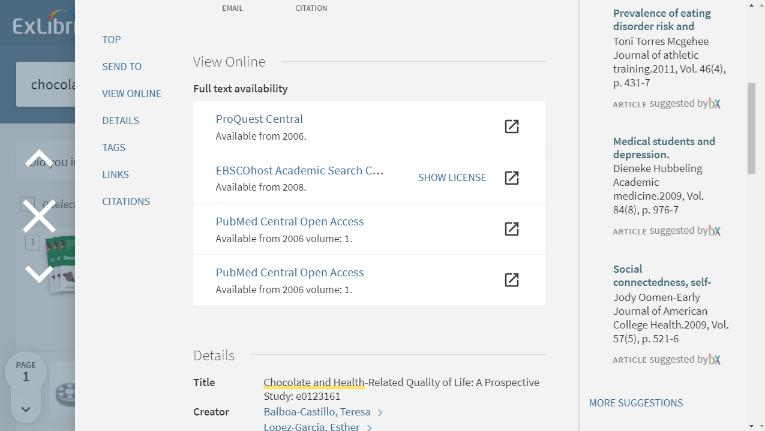 ExLibri
chocola
Did you in
0 selec
1
PAGE
1
EMAIL
CITATION
TOP
SEND TO
VIEW ONLINE
DETAILS
TAGS
LINKS
CITATIONS
View Online
Full text availability
ProQuest Central
Available from 2006.
EBSCOhost Academic Search C...
SHOW LICENSE
Available from 2008.
PubMed Central Open Access
Available from 2006 volume: 1.
PubMed Central Open Access
Available from 2006 volume: 1.
Details
Title
Chocolate and Health-Related Quality of Life: A Prospective
Study: e0123161
Creator
Balboa-Castillo, Teresa
Lopez-Garcia, Esther
Prevalence of eating
disorder risk and
Toni Torres Mcgehee
Journal of athletic
training.2011, Vol. 46(4),
p. 431-7
ARTICLE suggested by bX
Medical students and
depression.
Dieneke Hubbeling
Academic
medicine.2009, Vol.
84(8), p. 976-7
ARTICLE suggested by bX
Social
connectedness, self-
Jody Oomen-Early
Journal of American
College Health.2009, Vol.
57(5), p. 521-6
ARTICLE suggested by bX
MORE SUGGESTIONS